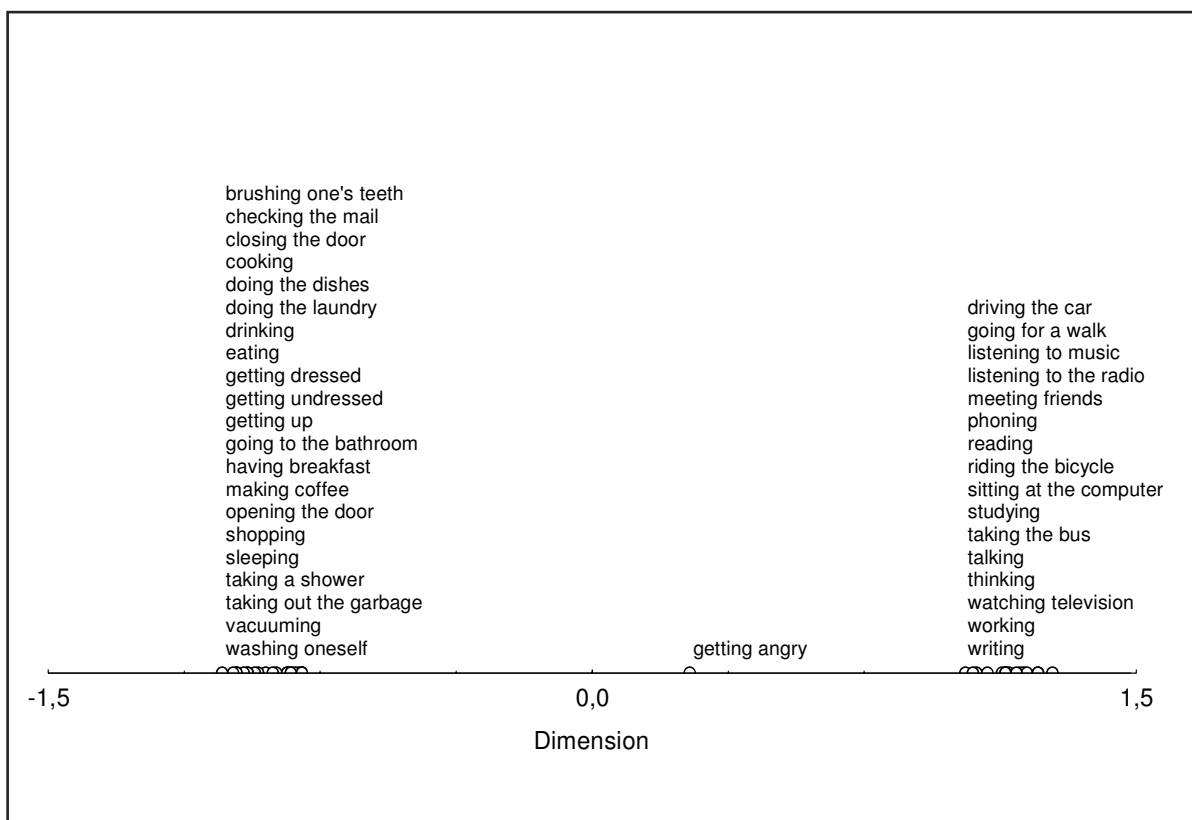 brushing one's teeth
checking the mail
closing the door
cooking
doing the dishes
doing the laundry
drinking
eating
getting dressed
getting undressed
getting up
going to the bathroom
having breakfast
making coffee
opening the door
shopping
sleeping
taking a shower
taking out the garbage
vacuuming
washing oneself
getting angry
driving the car
going for a walk
listening to music
listening to the radio
meeting friends
phoning
reading
riding the bicycle
sitting at the computer
studying
taking the bus
talking
thinking
watching television
working
writing
-1,5
0,0
1,5
Dimension